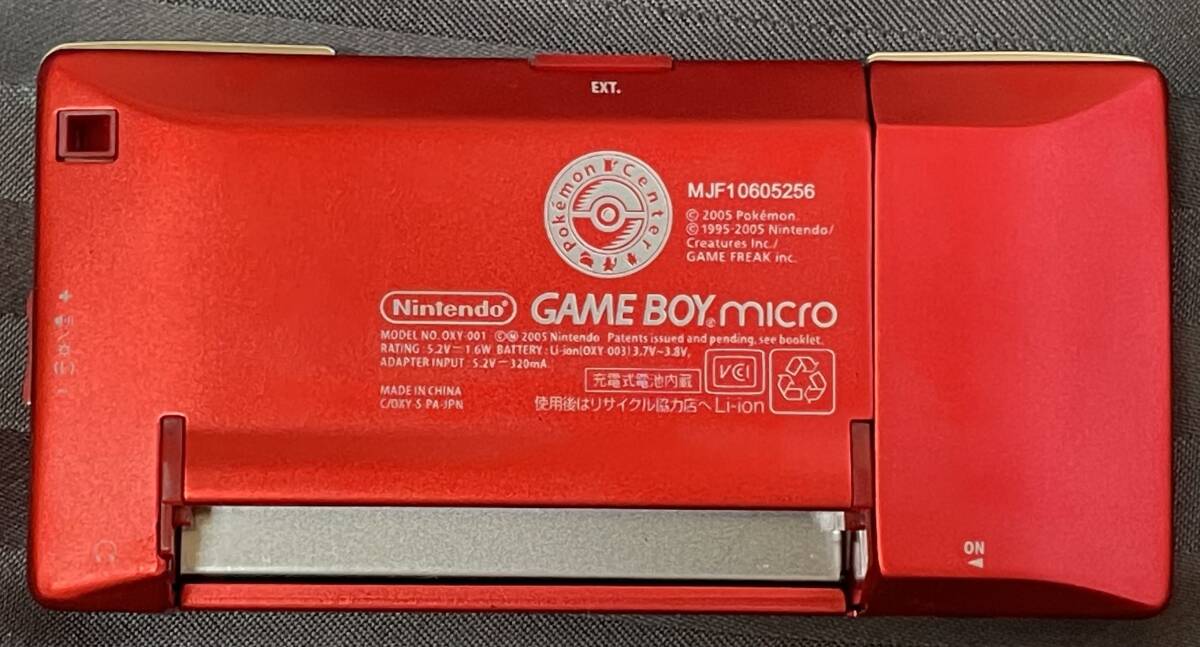 EXT.
Pokémon Center
MJF10605256
© 2005 Pokémon.
© 1995-2005 Nintendo/
Creatures Inc./
GAME FREAK inc.
Nintendo® GAME BOY® micro
MODEL NO. OXY-001 ©Ⓜ 2005 Nintendo Patents issued and pending, see booklet.
RATING : 5.2V⎓1.6W BATTERY : Li-ion(OXY-003)3.7V~3.8V,
ADAPTER INPUT : 5.2V⎓320mA
充電式電池内蔵
VCI
MADE IN CHINA
C/OXY-S-PA-JPN
使用後はリサイクル協力店へ Li-ion
ON